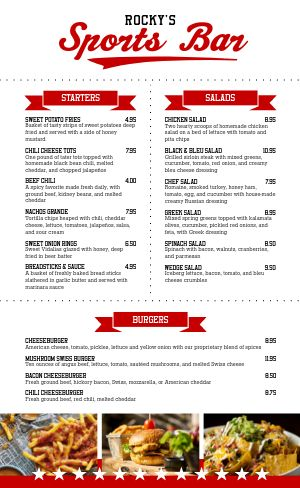 ROCKY'S
Sports Bar
STARTERS
SWEET POTATO FRIES 4.95
Basket of tasty strips of sweet potatoes deep
fried and served with a side of honey
mustard
CHILI CHEESE TOTS 7.95
One pound of tater tots topped with
homemade black bean chili, melted
cheddar, and chopped jalapeños
BEEF CHILI 4.00
A spicy favorite made fresh daily, with
ground beef, kidney beans, and melted
cheddar
NACHOS GRANDE 7.95
Tortilla chips heaped with chili, cheddar
cheese, lettuce, tomatoes, jalapeños, salsa,
and sour cream
SWEET ONION RINGS 6.50
Sweet Vidalias glazed with honey, deep
fried in beer batter
BREADSTICKS & SAUCE 4.95
A basket of freshly baked bread sticks
slathered in garlic butter and served with
marinara sauce
SALADS
CHICKEN SALAD 8.95
Two hearty scoops of homemade chicken
salad on a bed of lettuce with tomato and
pita chips
BLACK & BLEU SALAD 10.95
Grilled sirloin steak with mixed greens,
cucumber, tomato, red onion, and creamy
bleu cheese dressing
CHEF SALAD 7.95
Romaine, smoked turkey, honey ham,
tomato, egg, and cucumber with house-made
creamy Russian dressing
GREEN SALAD 8.95
Mixed spring greens topped with kalamata
olives, cucumber, pickled red onions, and
feta, with Greek dressing
SPINACH SALAD 8.50
Spinach with bacon, walnuts, cranberries,
and parmesan
WEDGE SALAD 9.50
Iceberg lettuce, bacon, tomato, and bleu
cheese crumbles
BURGERS
CHEESEBURGER 8.95
American cheese, tomato, pickles, lettuce and yellow onion with our proprietary blend of spices
MUSHROOM SWISS BURGER 11.95
Ten ounces of angus beef, lettuce, tomato, sauteed mushrooms, and melted Swiss cheese
BACON CHEESEBURGER 8.50
Fresh ground beef, hickory bacon, Swiss, mozzarella, or American cheddar
CHILI CHEESEBURGER 8.75
Fresh ground beef, red chili, melted cheddar